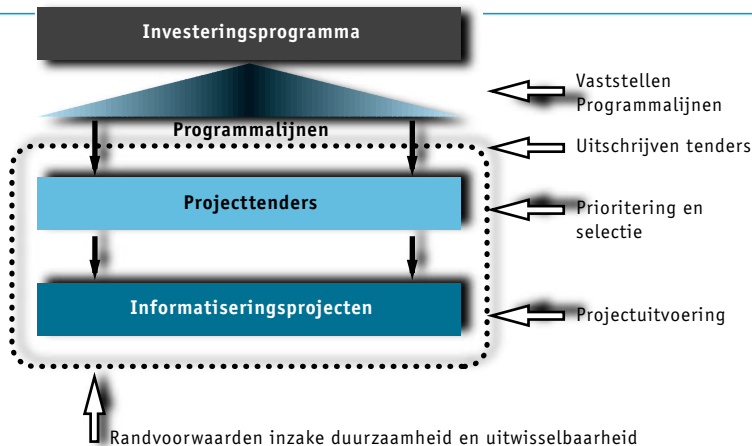 Investeringsprogramma
Vaststellen
Programmalijnen
Programmalijnen
Uitschrijven tenders
Projecttenders
Prioritering en
selectie
Informatiseringsprojecten
Projectuitvoering
Randvoorwaarden inzake duurzaamheid en uitwisselbaarheid